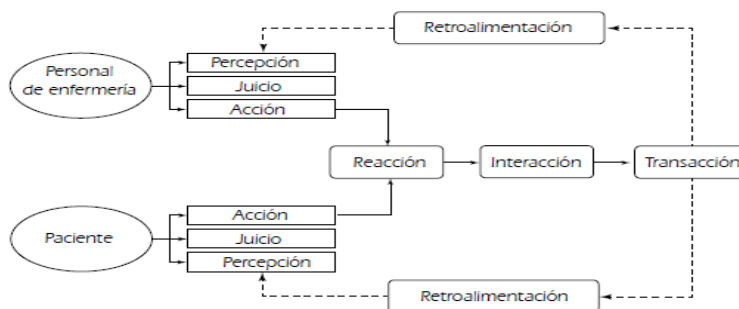 Retroalimentación
Percepción
Personal
de enfermería
Juicio
Acción
Reacción
Interacción
Transacción
Acción
Paciente
Juicio
Percepción
Retroalimentación